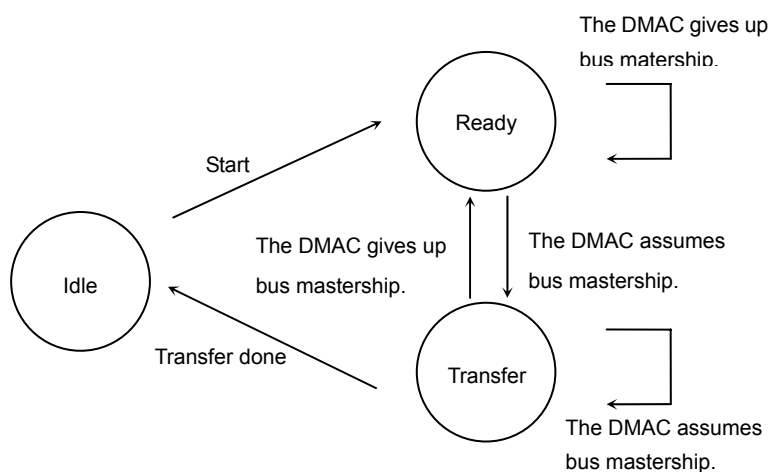 The DMAC gives up
bus matership.
Ready
Start
The DMAC gives up
bus mastership.
The DMAC assumes
bus mastership.
Idle
Transfer done
Transfer
The DMAC assumes
bus mastership.